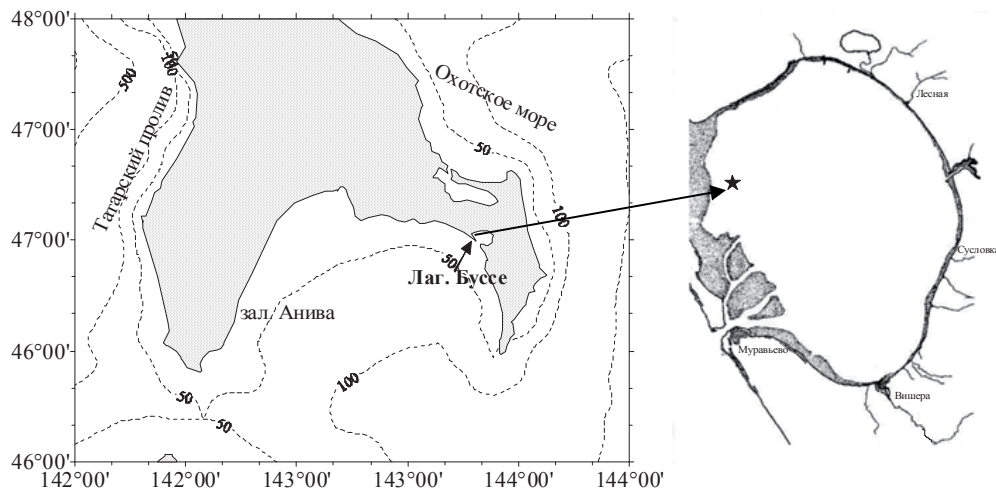 48°00'
47°00'
47°00'
46°00'
46°00'
142°00'
142°00'
143°00'
143°00'
144°00'
144°00'
500
50
100
Татарский пролив
Охотское море
50
100
50
Лаг. Буссе
зал. Анива
100
50
50
Лесная
Сусловка
Муравьево
Вишера